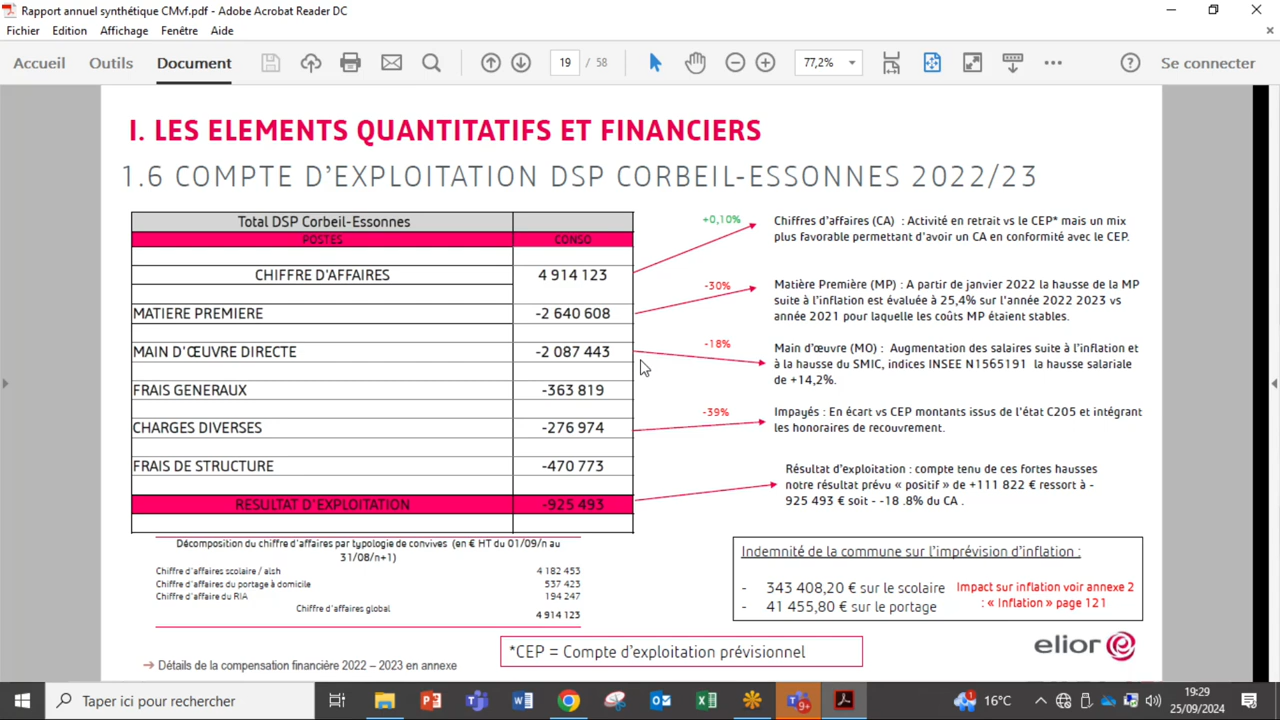 Rapport annuel synthétique CMvf.pdf - Adobe Acrobat Reader DC
Fichier Edition Affichage Fenêtre Aide
Accueil Outils Document 19 / 58 77,2% Se connecter
I. LES ELEMENTS QUANTITATIFS ET FINANCIERS
1.6 COMPTE D'EXPLOITATION DSP CORBEIL-ESSONNES 2022/23
Total DSP Corbeil-Essonnes
POSTES CONSO
CHIFFRE D'AFFAIRES 4 914 123
MATIERE PREMIERE -2 640 608
MAIN D'ŒUVRE DIRECTE -2 087 443
FRAIS GENERAUX -363 819
CHARGES DIVERSES -276 974
FRAIS DE STRUCTURE -470 773
RESULTAT D'EXPLOITATION -925 493
+0,10%
Chiffres d'affaires (CA) : Activité en retrait vs le CEP* mais un mix
plus favorable permettant d'avoir un CA en conformité avec le CEP.
-30%
Matière Première (MP) : A partir de janvier 2022 la hausse de la MP
suite à l'inflation est évaluée à 25,4% sur l'année 2022 2023 vs
année 2021 pour laquelle les coûts MP étaient stables.
-18%
Main d'œuvre (MO) : Augmentation des salaires suite à l'inflation et
à la hausse du SMIC, indices INSEE N1565191 la hausse salariale
de +14,2%.
-39%
Impayés : En écart vs CEP montants issus de l'état C205 et intégrant
les honoraires de recouvrement.
Résultat d'exploitation : compte tenu de ces fortes hausses
notre résultat prévu « positif » de +111 822 € ressort à -
925 493 € soit - -18 .8% du CA .
Décomposition du chiffre d'affaires par typologie de convives (en € HT du 01/09/n au
31/08/n+1)
Chiffre d'affaires scolaire / alsh 4 182 453
Chiffre d'affaires du portage à domicile 537 423
Chiffre d'affaire du RIA 194 247
Chiffre d'affaires global 4 914 123
Indemnité de la commune sur l'imprévision d'inflation :
- 343 408,20 € sur le scolaire
- 41 455,80 € sur le portage
Impact sur inflation voir annexe 2
: « Inflation » page 121
*CEP = Compte d'exploitation prévisionnel
elior
Détails de la compensation financière 2022 – 2023 en annexe
Taper ici pour rechercher
9+
1
16°C
19:29
25/09/2024